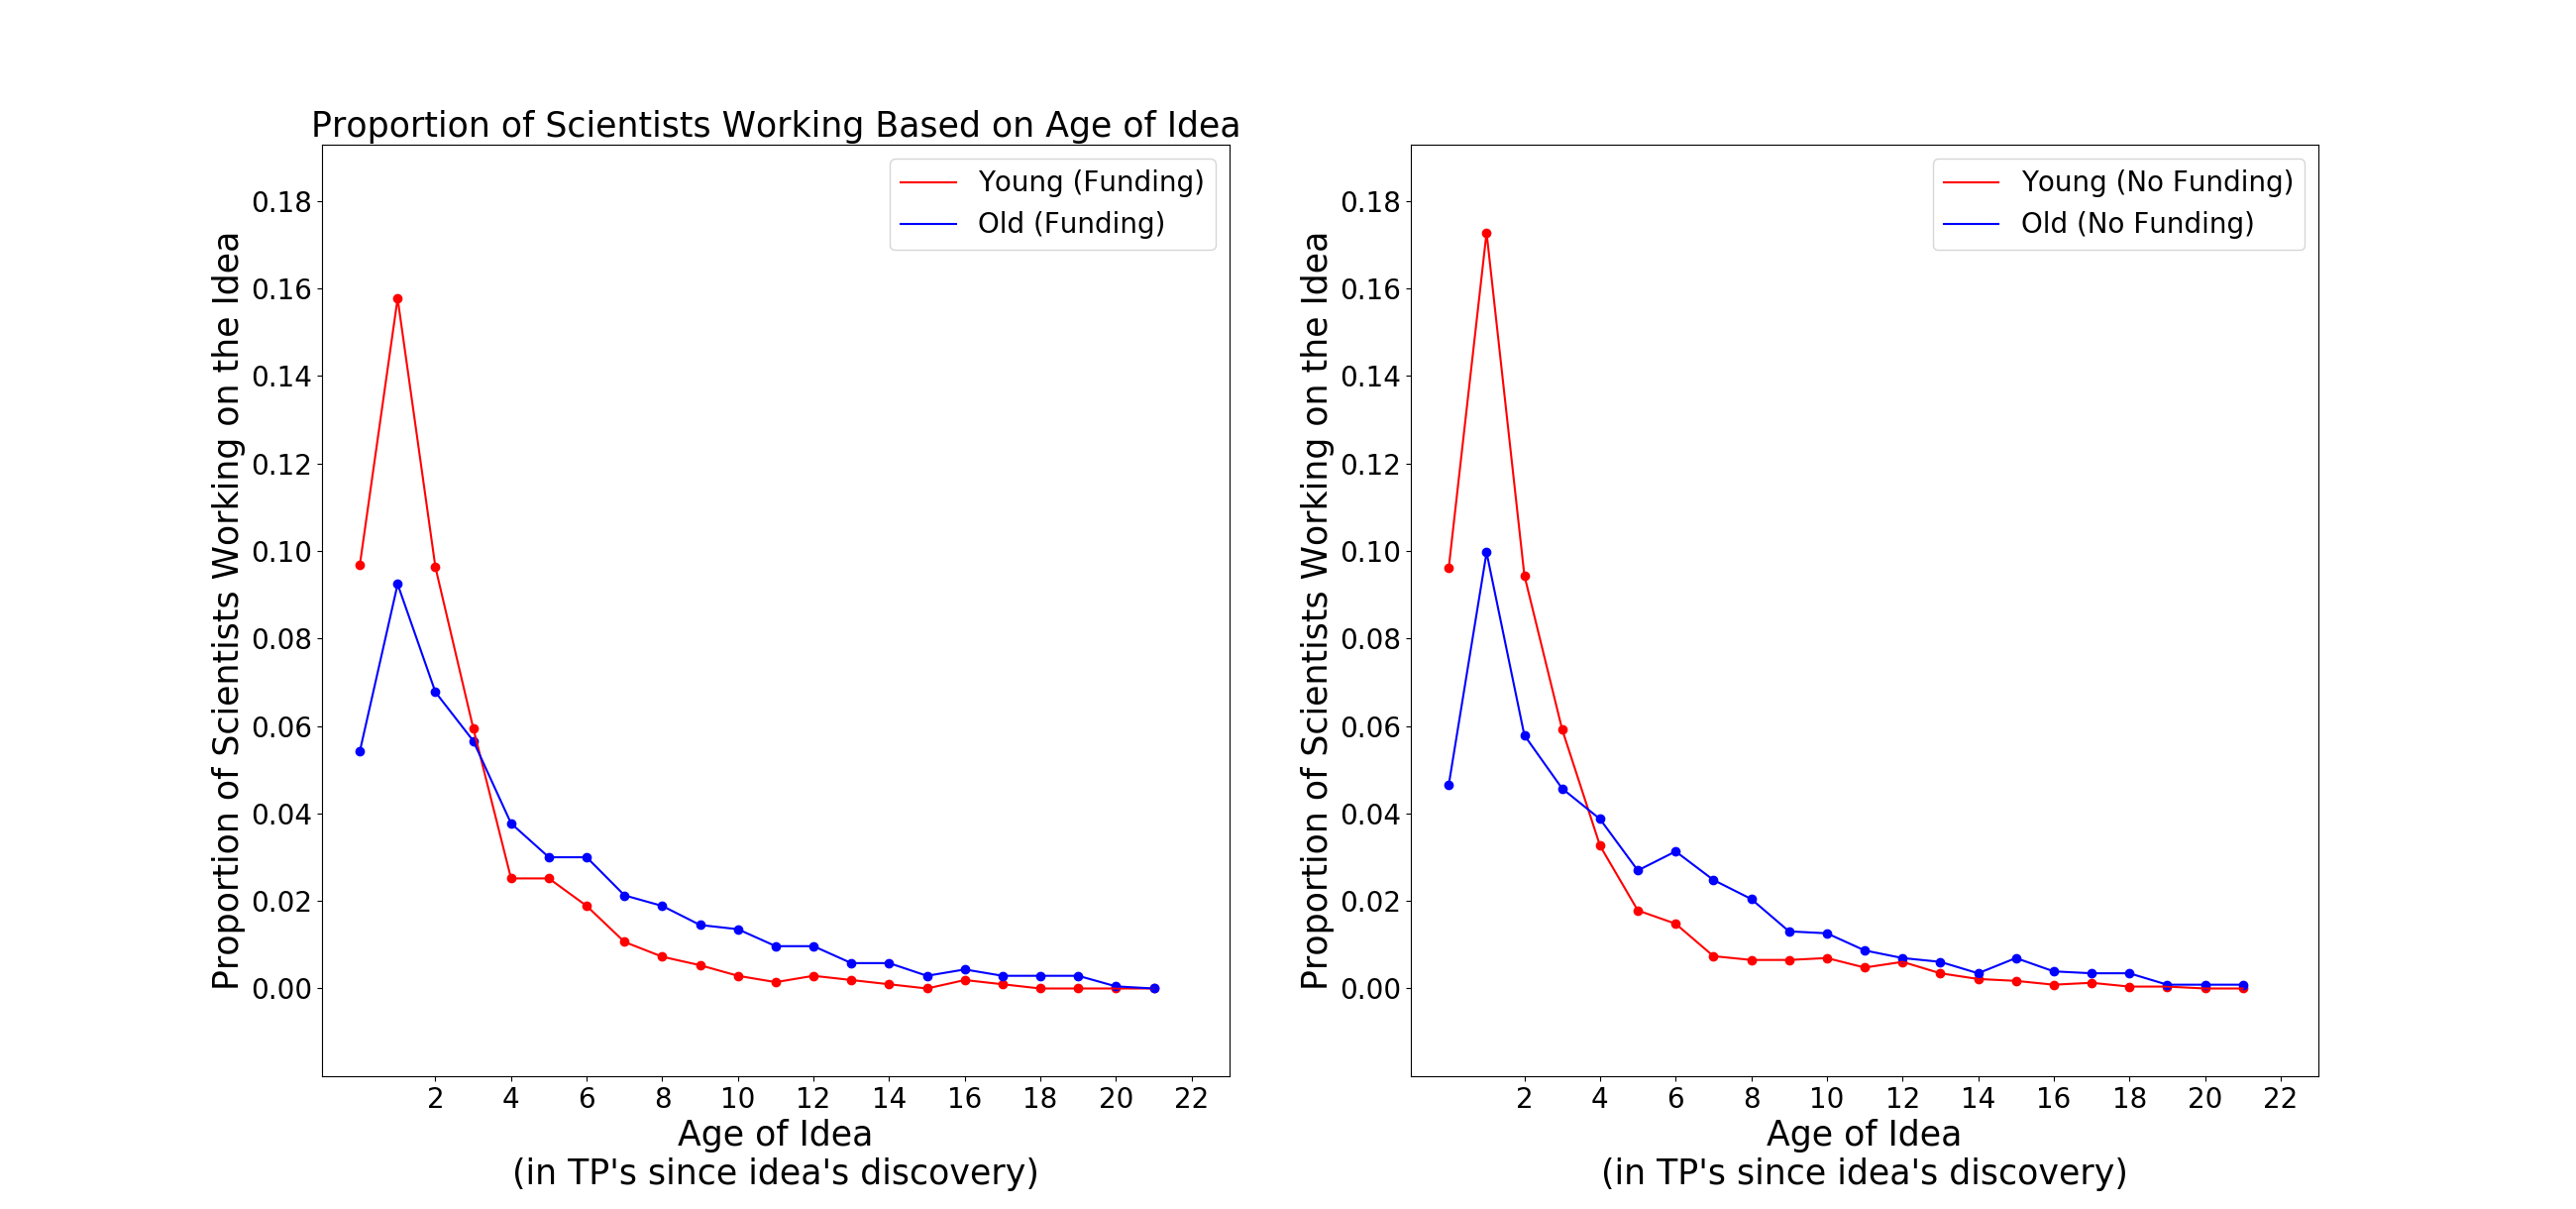 Proportion of Scientists Working Based on Age of Idea
Young (Funding)
Old (Funding)
Proportion of Scientists Working on the Idea
0.18
0.16
0.14
0.12
0.10
0.08
0.06
0.04
0.02
0.00
2 4 6 8 10 12 14 16 18 20 22
Age of Idea
(in TP's since idea's discovery)
Young (No Funding)
Old (No Funding)
Proportion of Scientists Working on the Idea
0.18
0.16
0.14
0.12
0.10
0.08
0.06
0.04
0.02
0.00
2 4 6 8 10 12 14 16 18 20 22
Age of Idea
(in TP's since idea's discovery)